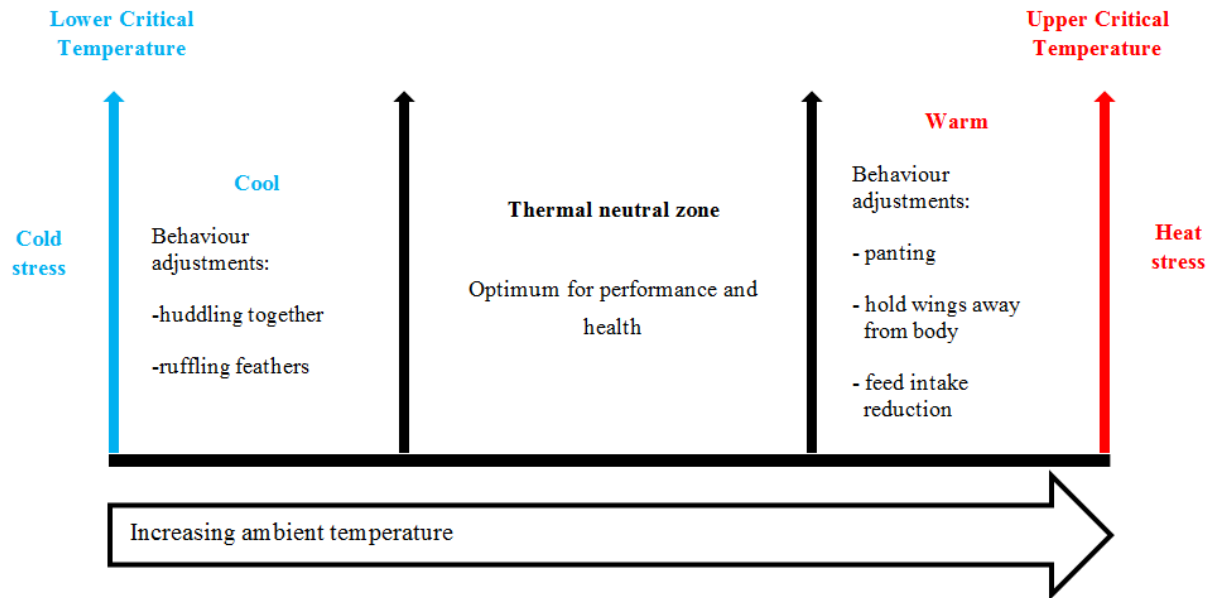 Lower Critical
Temperature
Upper Critical
Temperature
Cold
stress
Cool
Behaviour
adjustments:
-huddling together
-ruffling feathers
Thermal neutral zone
Optimum for performance and
health
Warm
Behaviour
adjustments:
- panting
- hold wings away
from body
- feed intake
reduction
Heat
stress
Increasing ambient temperature